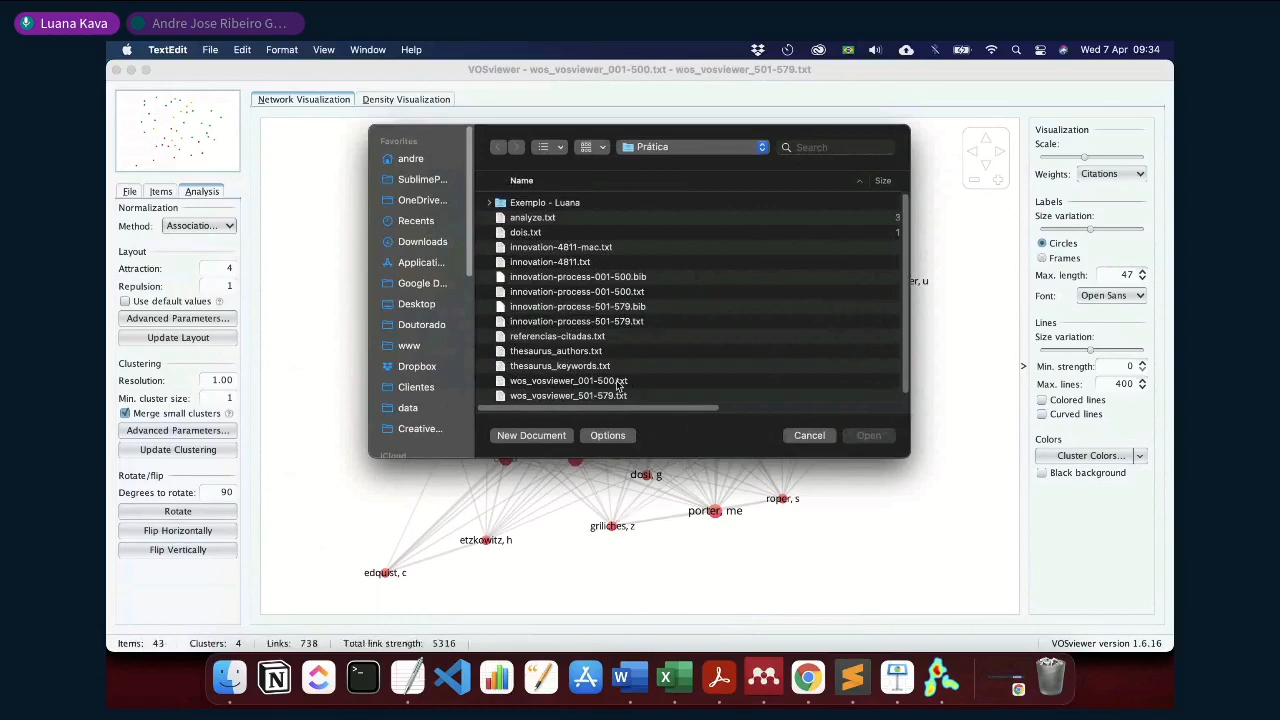 Luana Kava
Andre Jose Ribeiro G...
TextEdit File Edit Format View Window Help
Wed 7 Apr 09:34
VOSviewer - wos_vosviewer_001-500.txt - wos_vosviewer_501-579.txt
Network Visualization
Density Visualization
File
Items
Analysis
Normalization
Method:
Associatio...
Layout
Attraction: 4
Repulsion: 1
Use default values
?
Advanced Parameters...
Update Layout
Clustering
Resolution: 1.00
Min. cluster size: 1
Merge small clusters
?
Advanced Parameters...
Update Clustering
Rotate/flip
Degrees to rotate: 90
Rotate
Flip Horizontally
Flip Vertically
Favorites
andre
SublimeP...
OneDrive...
Recents
Downloads
Applicati...
Google D...
Desktop
Doutorado
www
Dropbox
Clientes
data
Creative...
iCloud
Prática
Search
Name
Size
Exemplo - Luana
analyze.txt 3
dois.txt 1
innovation-4811-mac.txt
innovation-4811.txt
innovation-process-001-500.bib
innovation-process-001-500.txt
innovation-process-501-579.bib
innovation-process-501-579.txt
referencias-citadas.txt
thesaurus_authors.txt
thesaurus_keywords.txt
wos_vosviewer_001-500.txt
wos_vosviewer_501-579.txt
New Document
Options
Cancel
Open
er, u
dosi, g
roper, s
porter, me
griliches, z
etzkowitz, h
edquist, c
Visualization
Scale:
Weights: Citations
Labels
Size variation:
Circles
Frames
Max. length: 47
Font: Open Sans
Lines
Size variation:
Min. strength: 0
Max. lines: 400
Colored lines
Curved lines
Colors
Cluster Colors...
Black background
Items: 43 Clusters: 4 Links: 738 Total link strength: 5316
VOSviewer version 1.6.16